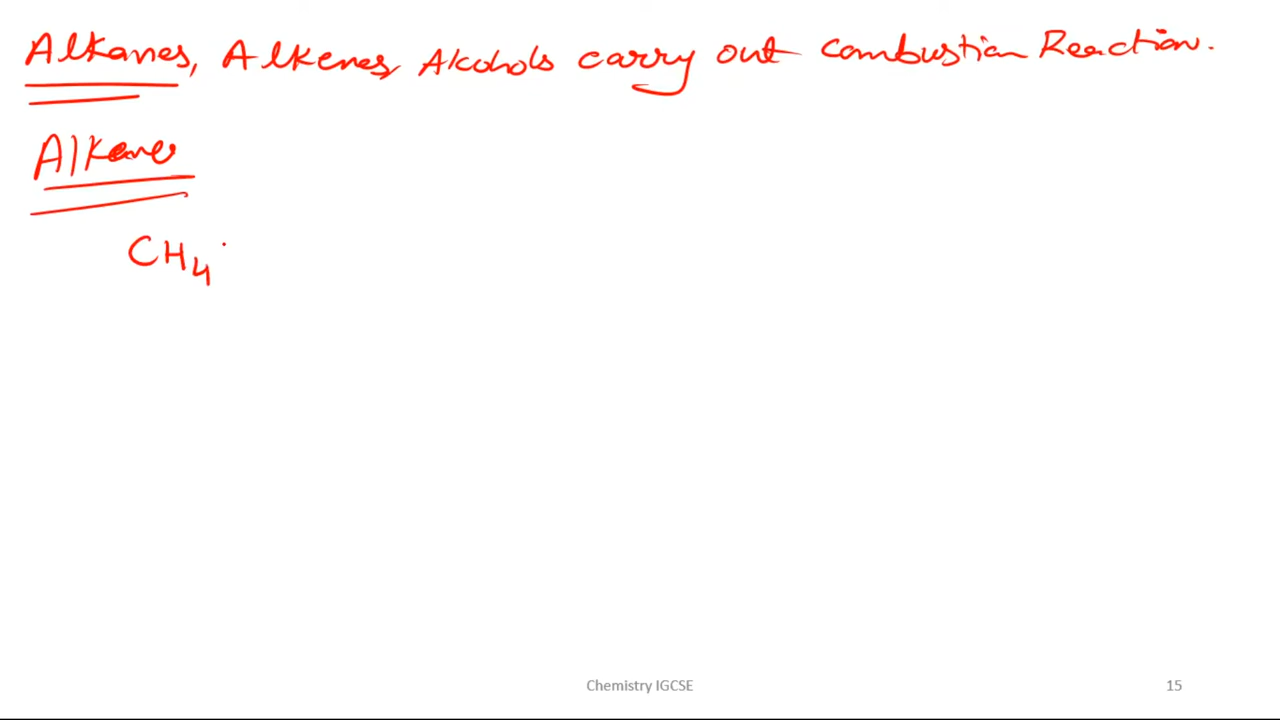 Alkanes, Alkenes Alcohols carry out Combustion Reaction.
Alkanes
CH4
Chemistry IGCSE
15